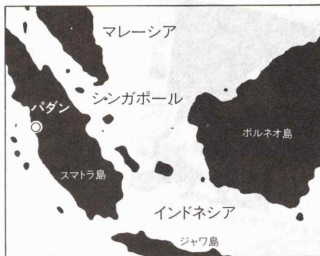 マレーシア
シンガポール
パダン
ボルネオ島
スマトラ島
インドネシア
ジャワ島